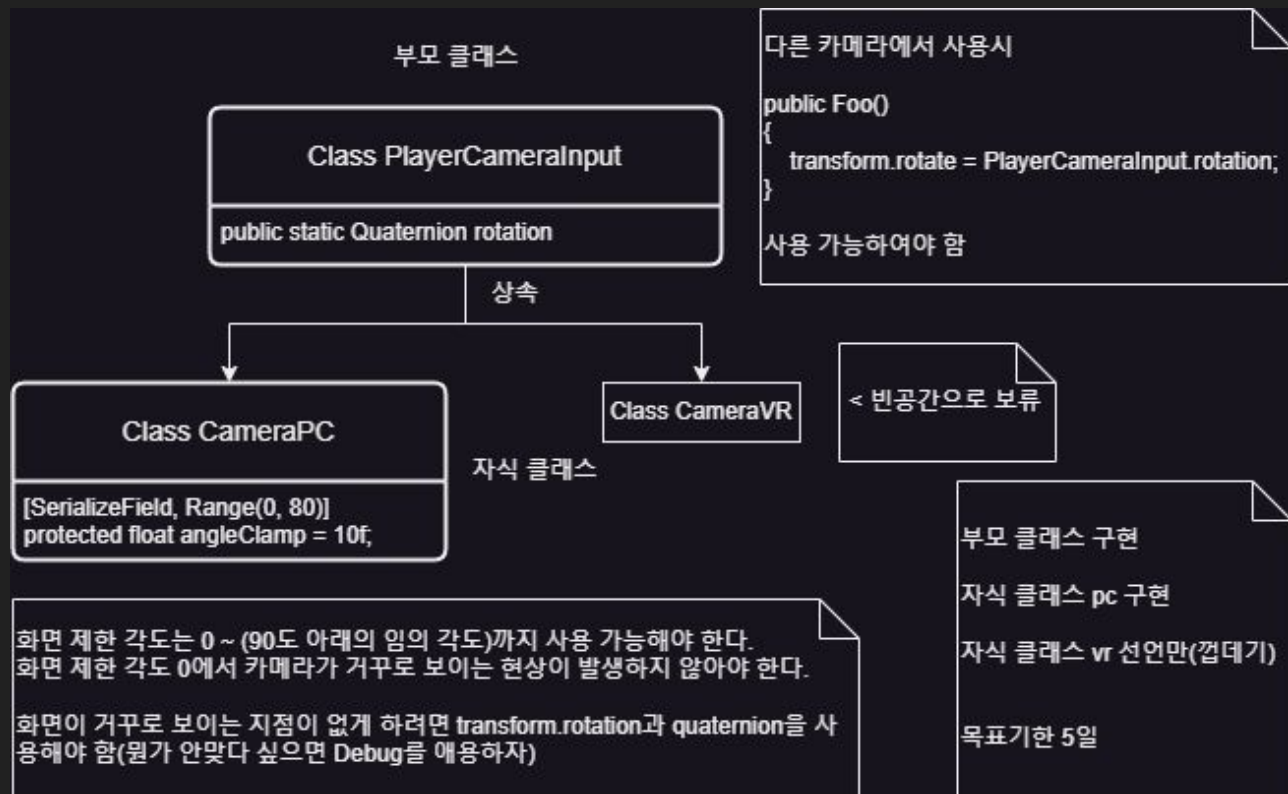 부모 클래스
Class PlayerCameraInput
public static Quaternion rotation
다른 카메라에서 사용시
public Foo()
{
transform.rotate = PlayerCameraInput.rotation;
}
사용 가능하여야 함
상속
Class CameraPC
[SerializeField, Range(0, 80)]
protected float angleClamp = 10f;
Class CameraVR
< 빈공간으로 보류
자식 클래스
화면 제한 각도는 0 ~ (90도 아래의 임의 각도)까지 사용 가능해야 한다.
화면 제한 각도 0에서 카메라가 거꾸로 보이는 현상이 발생하지 않아야 한다.
화면이 거꾸로 보이는 지점이 없게 하려면 transform.rotation과 quaternion을 사
용해야 함(뭔가 안맞다 싶으면 Debug를 애용하자)
부모 클래스 구현
자식 클래스 pc 구현
자식 클래스 vr 선언만(껍데기)
목표기한 5일